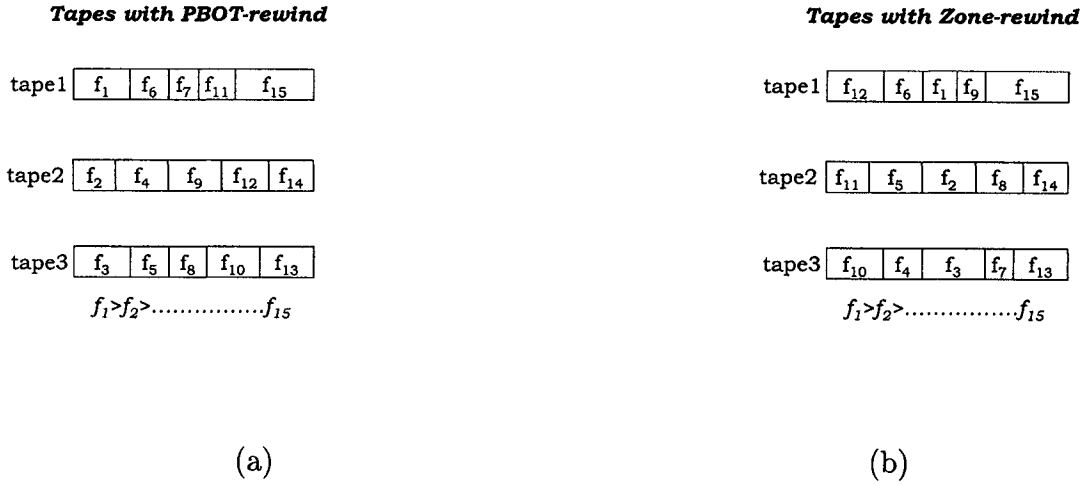 Tapes with PBOT-rewind
tape1 f₁ f₆ f₇ f₁₁ f₁₅
tape2 f₂ f₄ f₉ f₁₂ f₁₄
tape3 f₃ f₅ f₈ f₁₀ f₁₃
f₁>f₂>................f₁₅
(a)
Tapes with Zone-rewind
tape1 f₁₂ f₆ f₁ f₉ f₁₅
tape2 f₁₁ f₅ f₂ f₈ f₁₄
tape3 f₁₀ f₄ f₃ f₇ f₁₃
f₁>f₂>................f₁₅
(b)